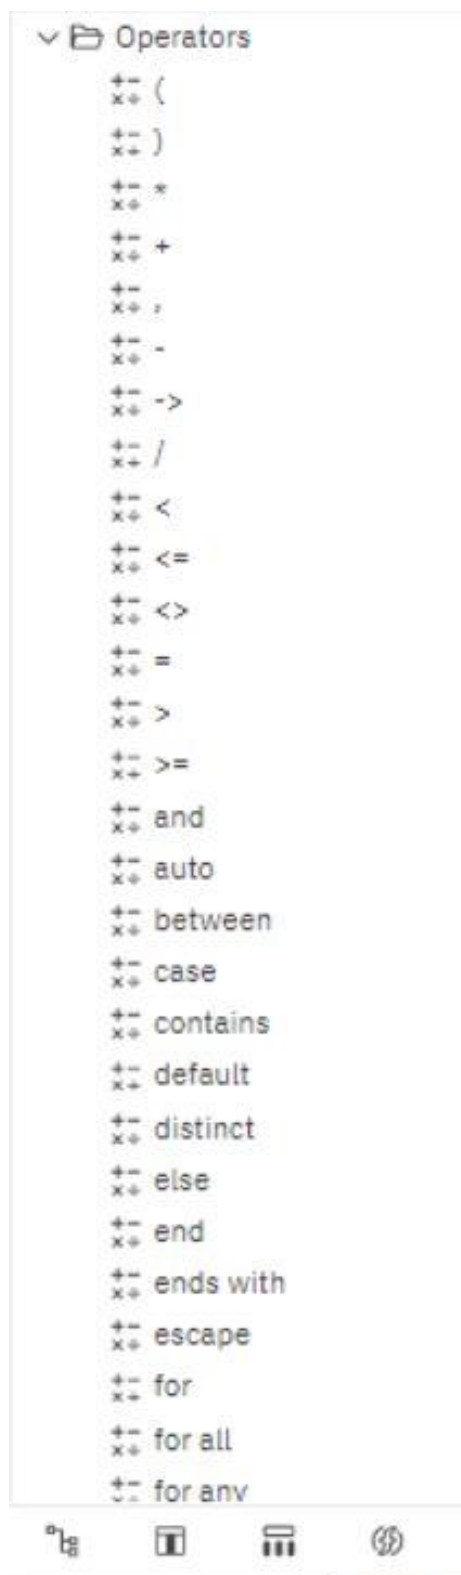 Operators
(
)
*
+
,
-
->
/
<
<=
<>
=
>
>=
and
auto
between
case
contains
default
distinct
else
end
ends with
escape
for
for all
for any